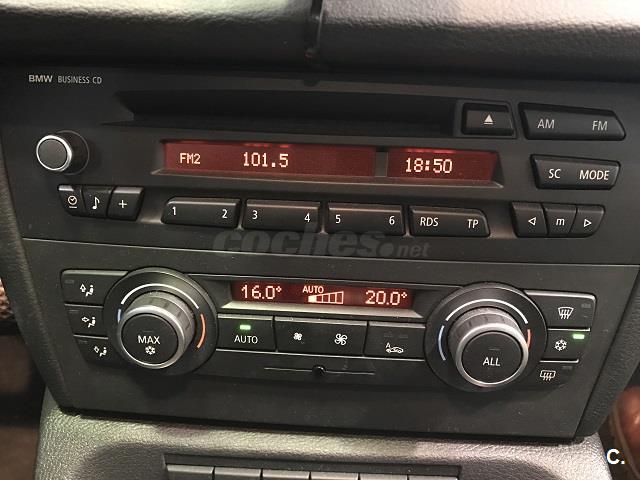 BMW BUSINESS CD
AM FM
FM2 101.5 18:50
SC MODE
1 2 3 4 5 6 RDS TP m
coches.net
16.0° AUTO 20.0°
MAX AUTO A ALL
C.